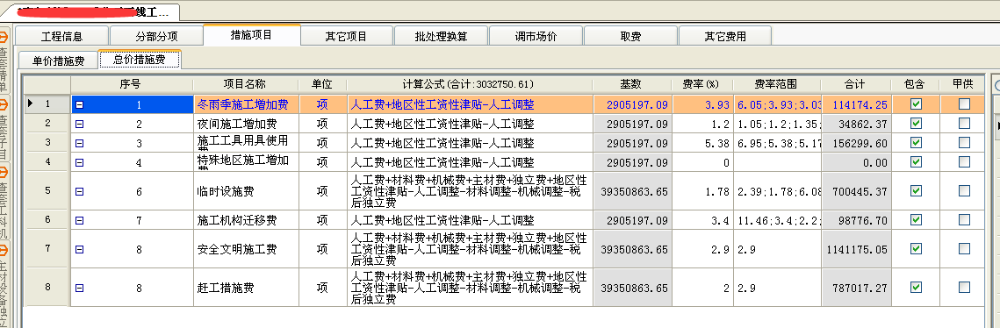 线工...
工程信息 分部分项 措施项目 其它项目 批处理换算 调市场价 取费 其它费用
单价措施费 总价措施费
序号 项目名称 单位 计算公式(合计:3032750.61) 基数 费率(%) 费率范围 合计 包含 甲供
1 1 冬雨季施工增加费 项 人工费+地区性工资性津贴-人工调整 2905197.09 3.93 6.05;3.93;3.03 114174.25
2 2 夜间施工增加费 项 人工费+地区性工资性津贴-人工调整 2905197.09 1.2 1.05;1.2;1.35; 34862.37
3 3 施工工具用具使用 项 人工费+地区性工资性津贴-人工调整 2905197.09 5.38 6.95;5.38;5.17 156299.60
4 4 特殊地区施工增加 项 人工费+地区性工资性津贴-人工调整 2905197.09 0 0.00
5 6 临时设施费 项 人工费+材料费+机械费+主材费+独立费+地区性
工资性津贴-人工调整-材料调整-机械调整-税
后独立费 39350863.65 1.78 2.39;1.78;6.08 700445.37
6 7 施工机构迁移费 项 人工费+地区性工资性津贴-人工调整 2905197.09 3.4 11.46;3.4;2.2; 98776.70
7 8 安全文明施工费 项 人工费+材料费+机械费+主材费+独立费+地区性
工资性津贴-人工调整-材料调整-机械调整-税
后独立费 39350863.65 2.9 2.9 1141175.05
8 8 赶工措施费 项 人工费+材料费+机械费+主材费+独立费+地区性
工资性津贴-人工调整-材料调整-机械调整-税
后独立费 39350863.65 2 2.9 787017.27
查套清单
查套子目
查套工料机
主材设备独立